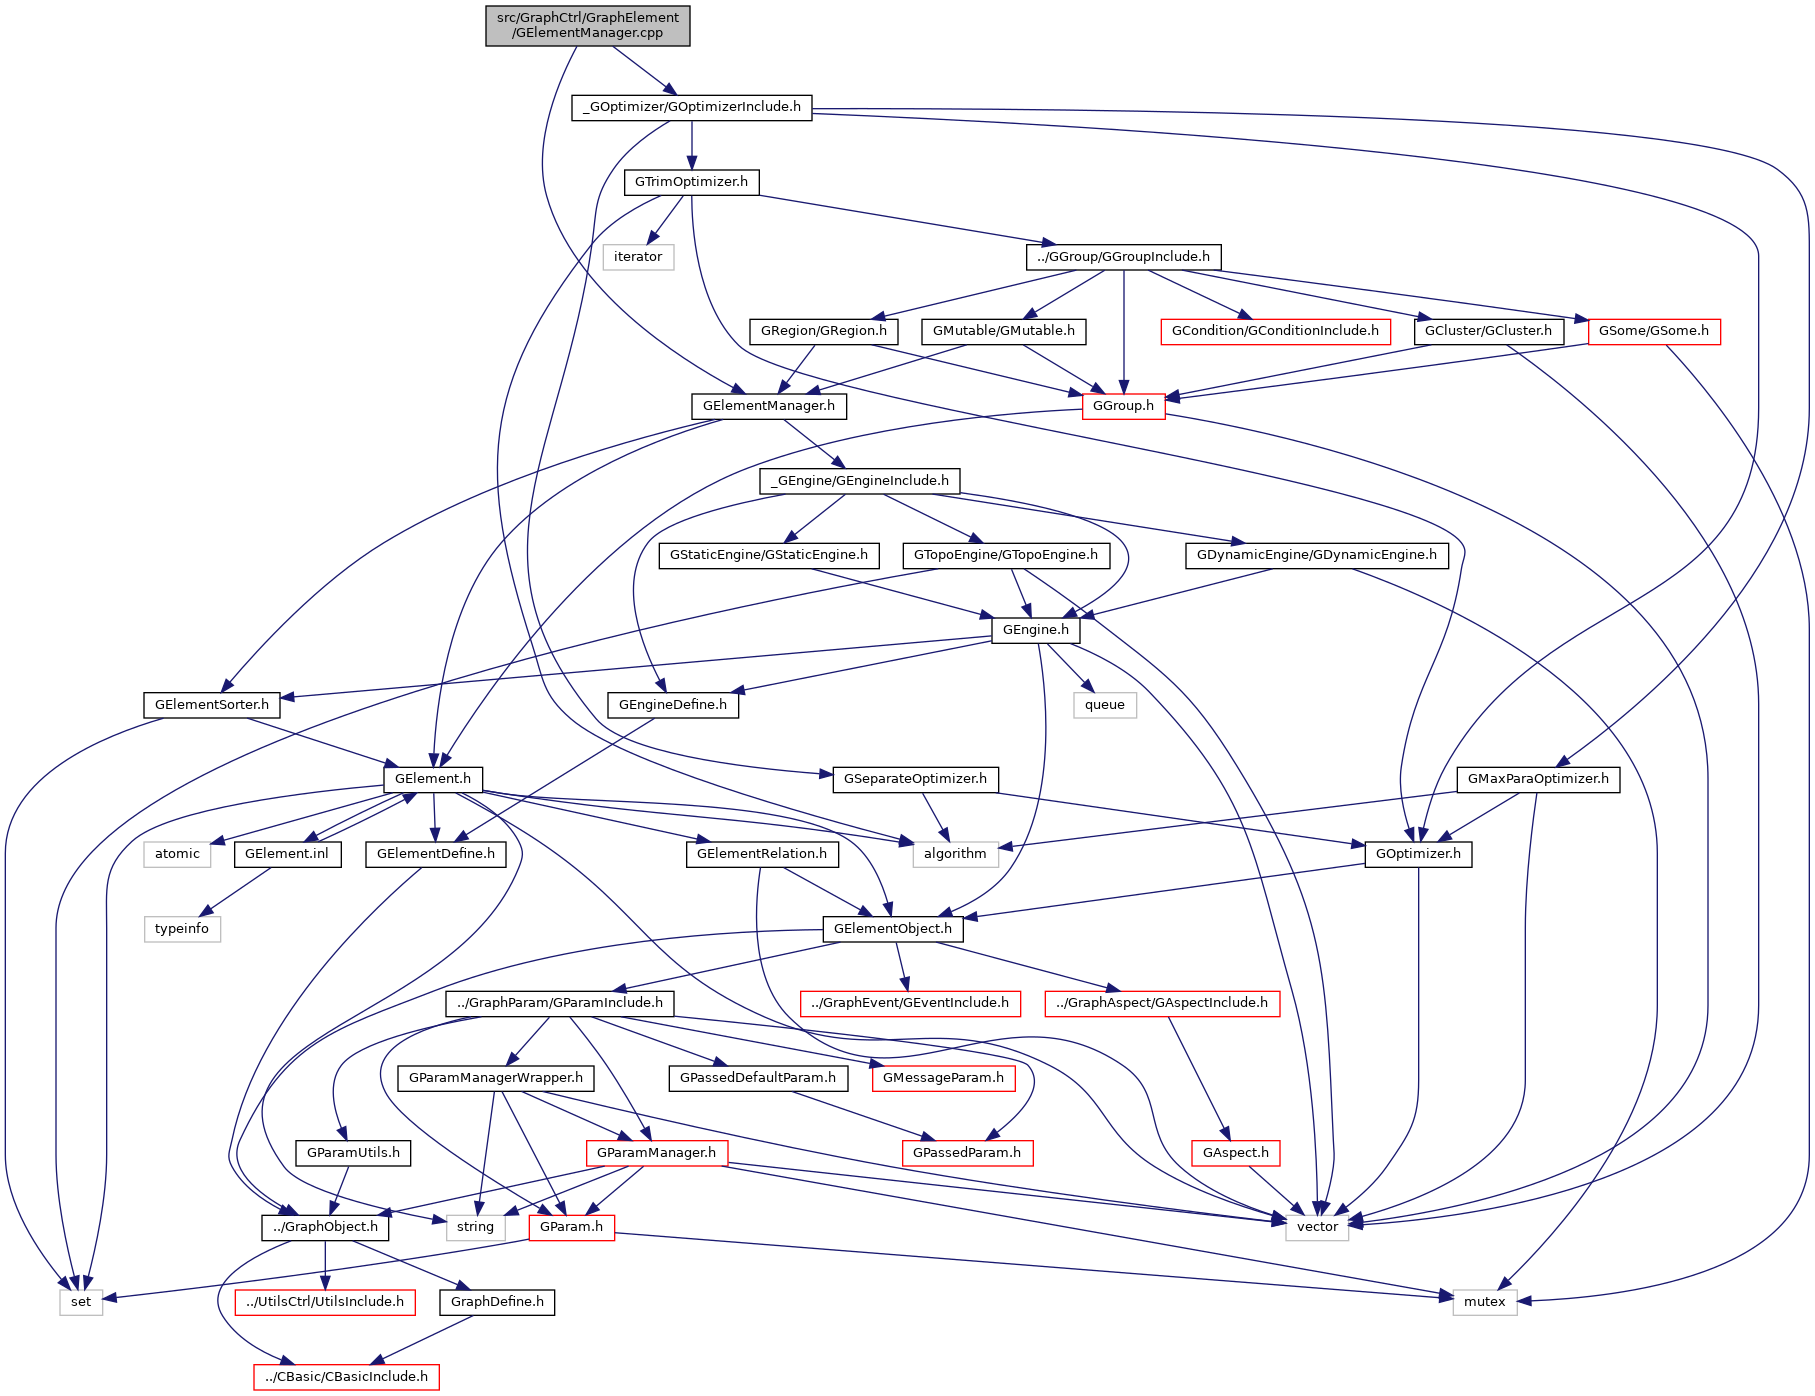 src/GraphCtrl/GraphElement
/GElementManager.cpp
_GOptimizer/GOptimizerInclude.h
GTrimOptimizer.h
iterator
../GGroup/GGroupInclude.h
GRegion/GRegion.h
GMutable/GMutable.h
GCondition/GConditionInclude.h
GCluster/GCluster.h
GSome/GSome.h
GElementManager.h
GGroup.h
_GEngine/GEngineInclude.h
GStaticEngine/GStaticEngine.h
GTopoEngine/GTopoEngine.h
GDynamicEngine/GDynamicEngine.h
GEngine.h
GElementSorter.h
GEngineDefine.h
queue
GElement.h
GSeparateOptimizer.h
GMaxParaOptimizer.h
atomic
GElement.inl
GElementDefine.h
GElementRelation.h
algorithm
GOptimizer.h
typeinfo
GElementObject.h
../GraphParam/GParamInclude.h
../GraphEvent/GEventInclude.h
../GraphAspect/GAspectInclude.h
GParamManagerWrapper.h
GPassedDefaultParam.h
GMessageParam.h
GParamUtils.h
GParamManager.h
GPassedParam.h
GAspect.h
../GraphObject.h
string
GParam.h
vector
set
../UtilsCtrl/UtilsInclude.h
GraphDefine.h
mutex
../CBasic/CBasicInclude.h